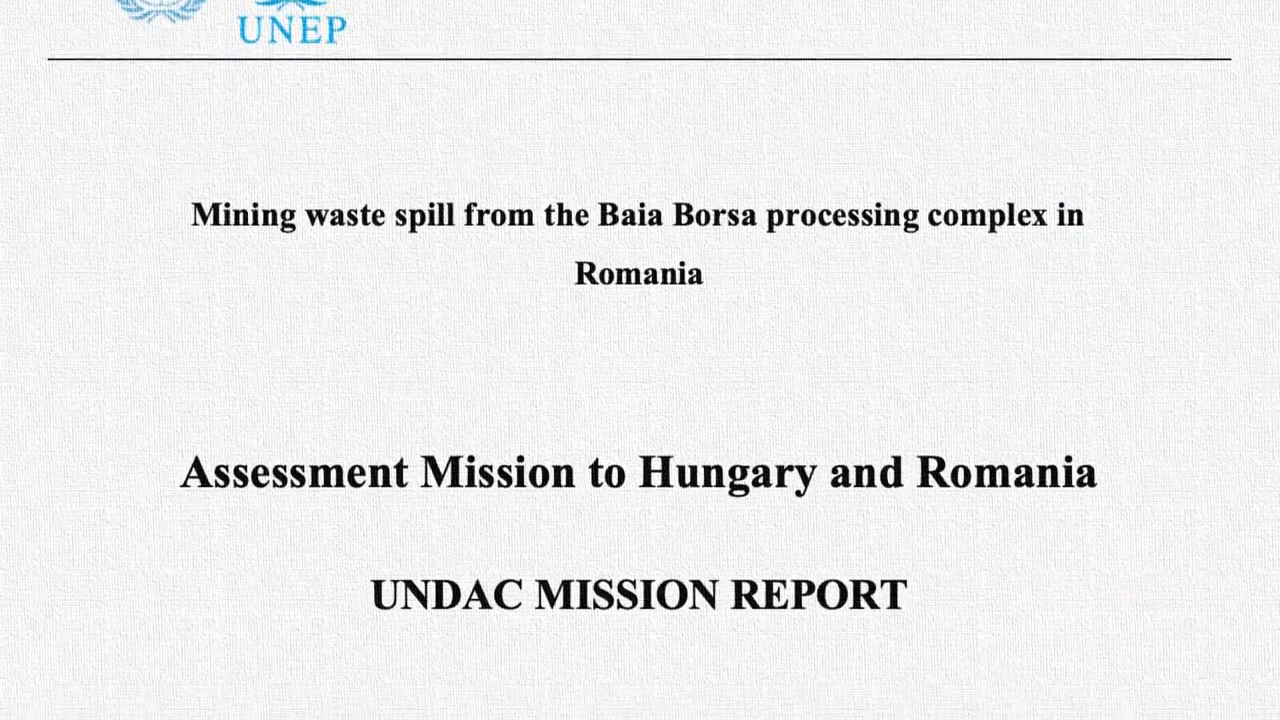 UNEP
Mining waste spill from the Baia Borsa processing complex in
Romania
Assessment Mission to Hungary and Romania
UNDAC MISSION REPORT